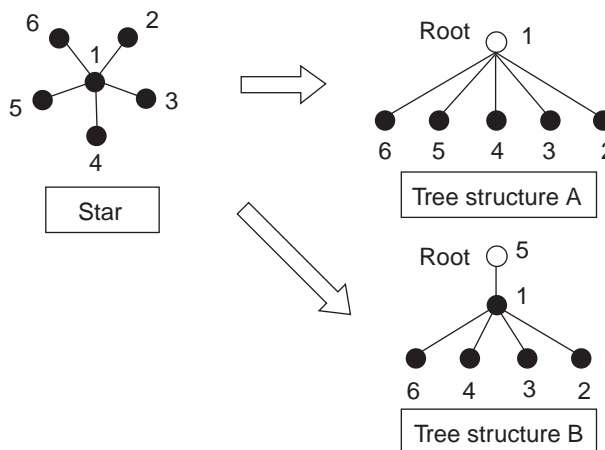 6
2
1
5
3
4
Star
Root 1
6 5 4 3 2
Tree structure A
Root 5
1
6 4 3 2
Tree structure B